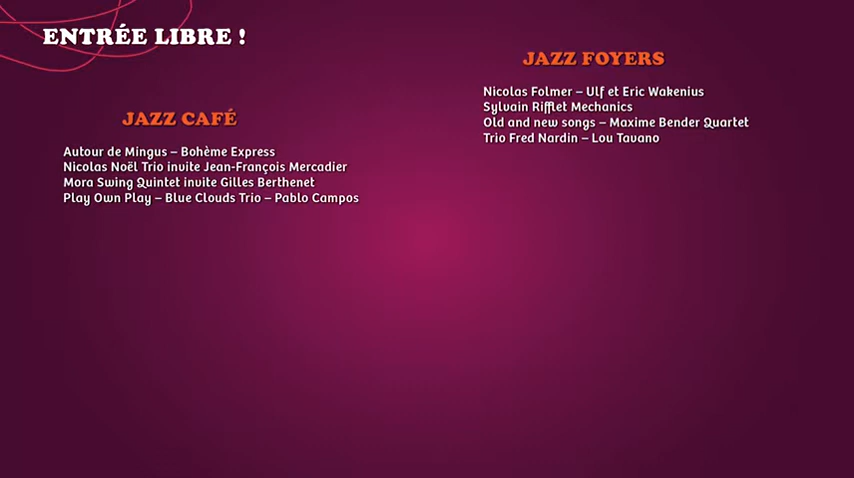 ENTRÉE LIBRE !
JAZZ CAFÉ
Autour de Mingus – Bohème Express
Nicolas Noël Trio invite Jean-François Mercadier
Mora Swing Quintet invite Gilles Berthenet
Play Own Play – Blue Clouds Trio – Pablo Campos
JAZZ FOYERS
Nicolas Folmer – Ulf et Eric Wakenius
Sylvain Rifflet Mechanics
Old and new songs – Maxime Bender Quartet
Trio Fred Nardin – Lou Tavano